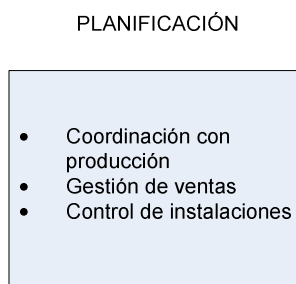 PLANIFICACIÓN
• Coordinación con
producción
• Gestión de ventas
• Control de instalaciones